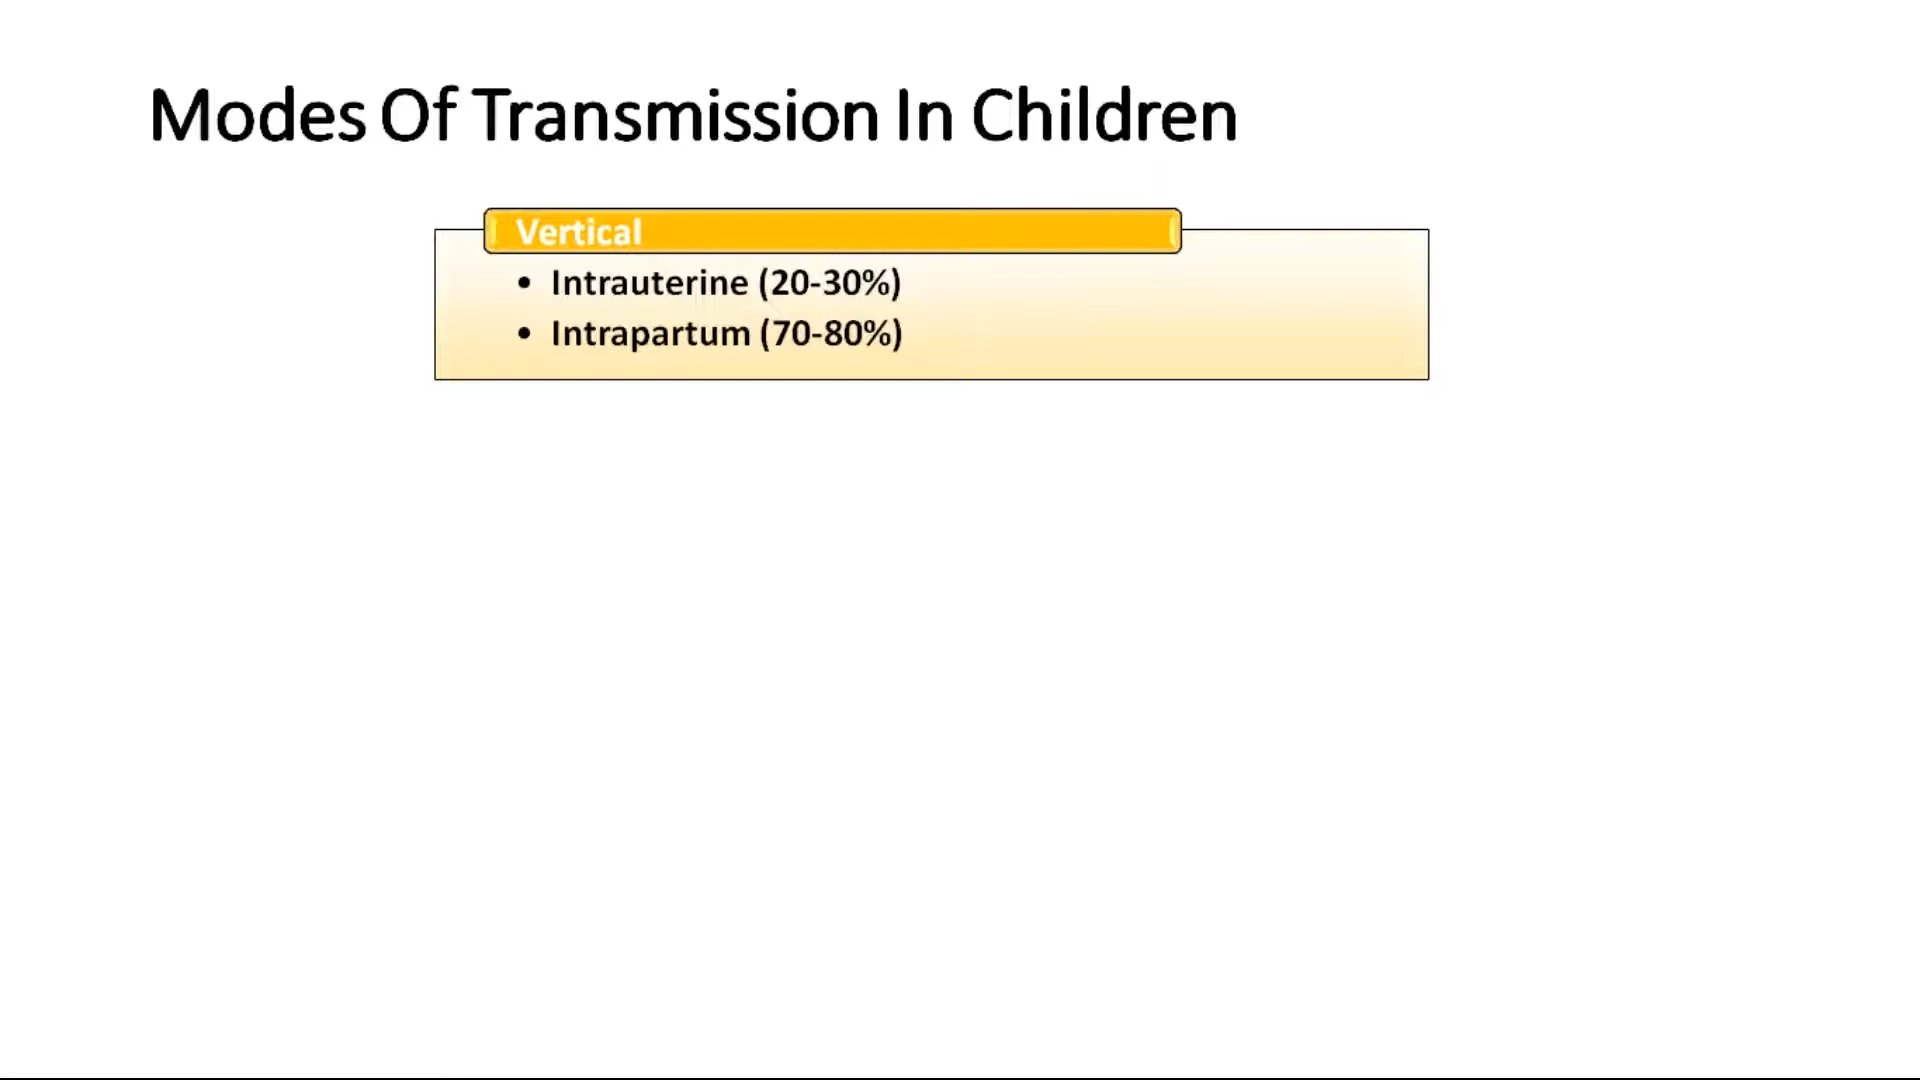 Modes Of Transmission In Children
Vertical
• Intrauterine (20-30%)
• Intrapartum (70-80%)